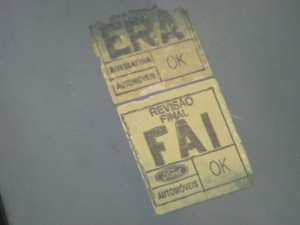 ERA
AUTOLATINA
OK
AUTOMÓVEIS
REVISÃO
FINAL
FAI
Ford
OK
AUTOMÓVEIS